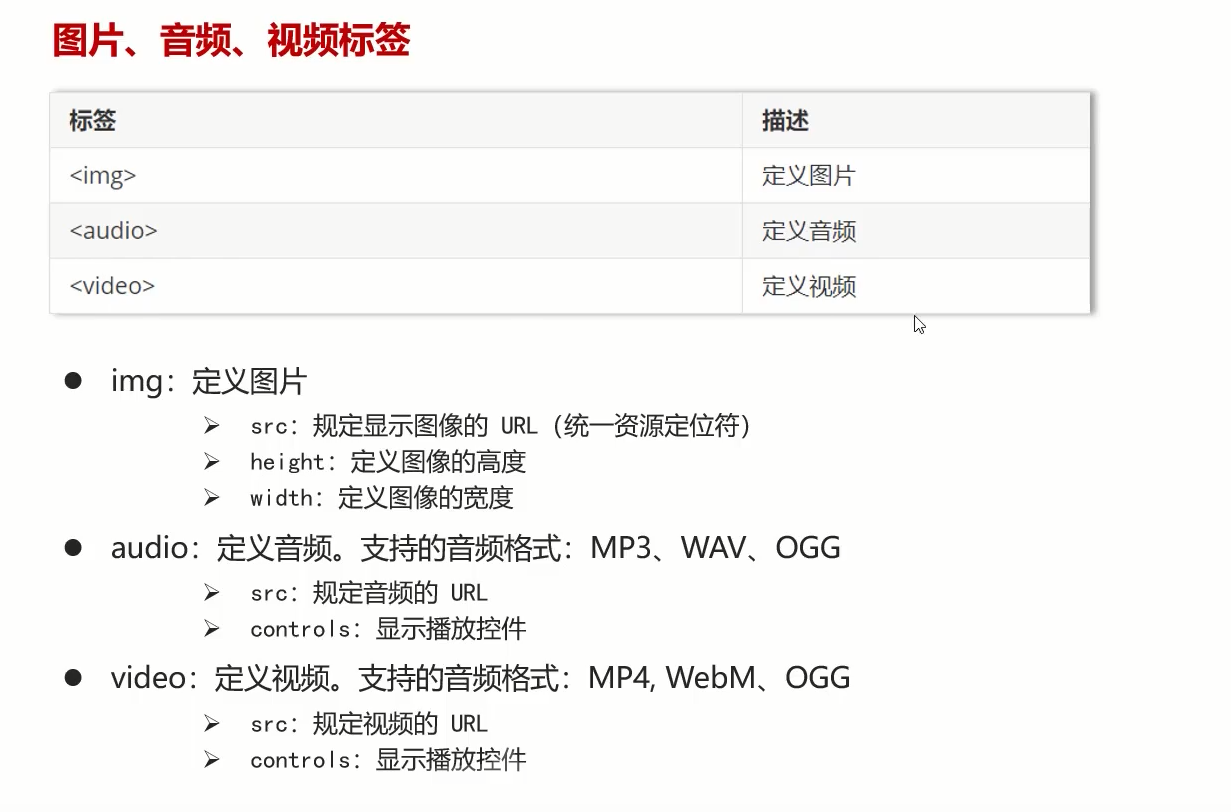 图片、音频、视频标签
标签 描述
<img> 定义图片
<audio> 定义音频
<video> 定义视频
● img：定义图片
➢ src：规定显示图像的 URL（统一资源定位符）
➢ height：定义图像的高度
➢ width：定义图像的宽度
● audio：定义音频。支持的音频格式：MP3、WAV、OGG
➢ src：规定音频的 URL
➢ controls：显示播放控件
● video：定义视频。支持的音频格式：MP4, WebM、OGG
➢ src：规定视频的 URL
➢ controls：显示播放控件